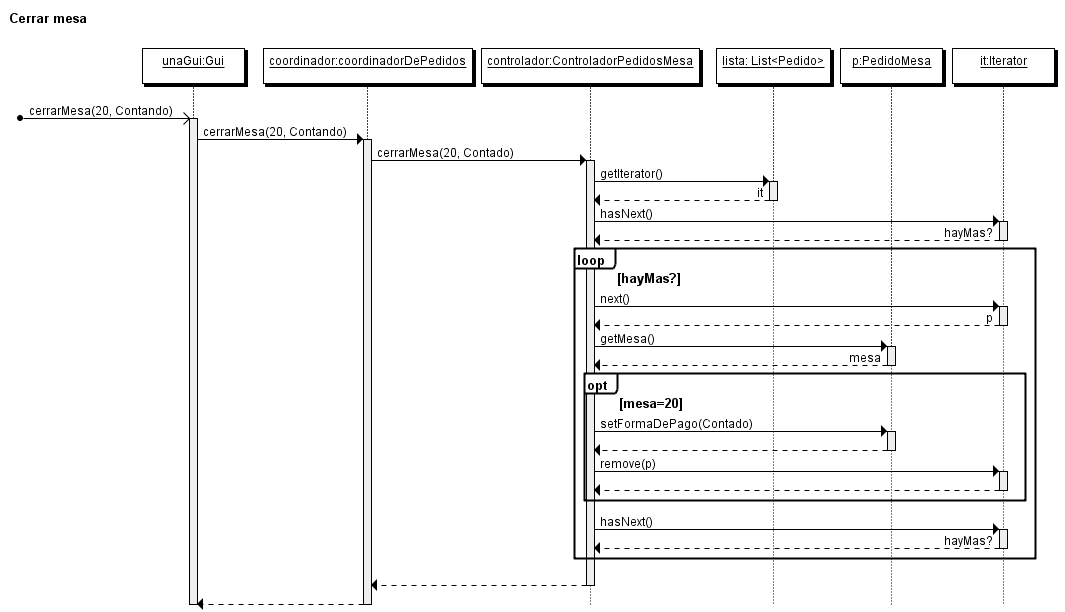 Cerrar mesa
unaGui:Gui
coordinador:coordinadorDePedidos
controlador:ControladorPedidosMesa
lista: List<Pedido>
p:PedidoMesa
it:Iterator
cerrarMesa(20, Contando)
cerrarMesa(20, Contando)
cerrarMesa(20, Contado)
getIterator()
it
hasNext()
hayMas?
loop
[hayMas?]
next()
p
getMesa()
mesa
opt
[mesa=20]
setFormaDePago(Contado)
remove(p)
hasNext()
hayMas?